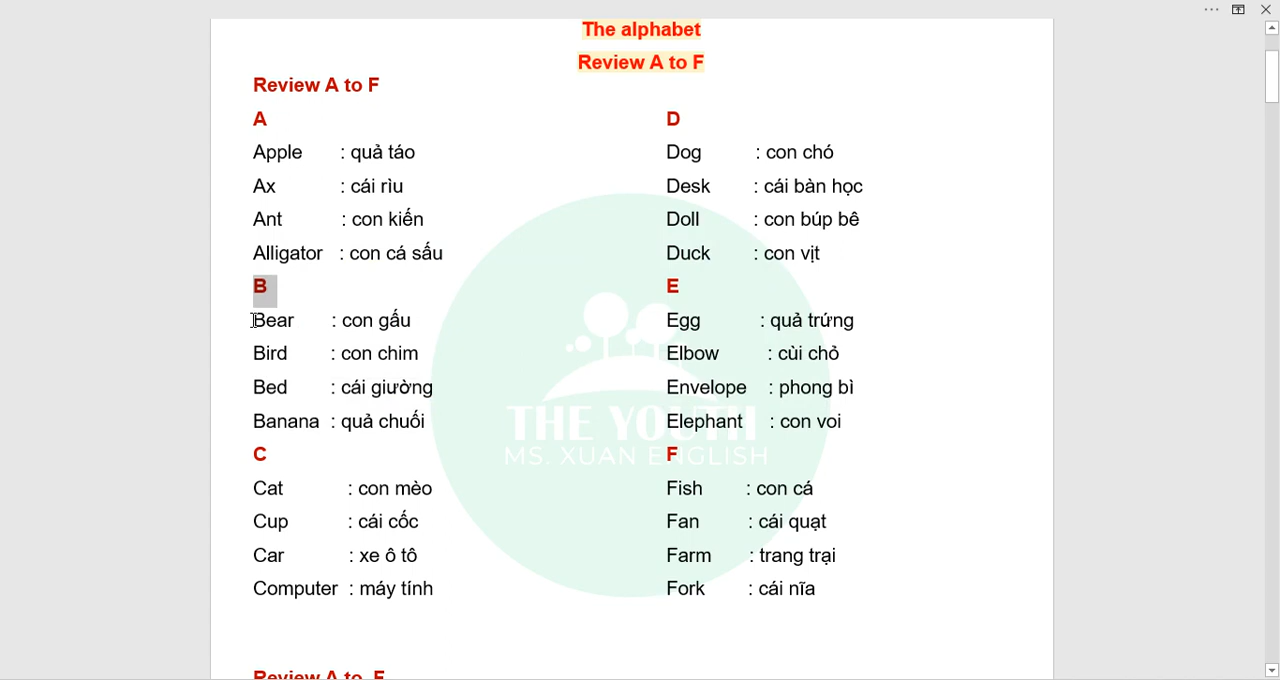 The alphabet
Review A to F
Review A to F
A
Apple : quả táo
Ax : cái rìu
Ant : con kiến
Alligator : con cá sấu
B
Bear : con gấu
Bird : con chim
Bed : cái giường
Banana : quả chuối
C
Cat : con mèo
Cup : cái cốc
Car : xe ô tô
Computer : máy tính
D
Dog : con chó
Desk : cái bàn học
Doll : con búp bê
Duck : con vịt
E
Egg : quả trứng
Elbow : cùi chỏ
Envelope : phong bì
Elephant : con voi
F
Fish : con cá
Fan : cái quạt
Farm : trang trại
Fork : cái nĩa
THE YOUTH
MS. XUAN ENGLISH
Review A to F